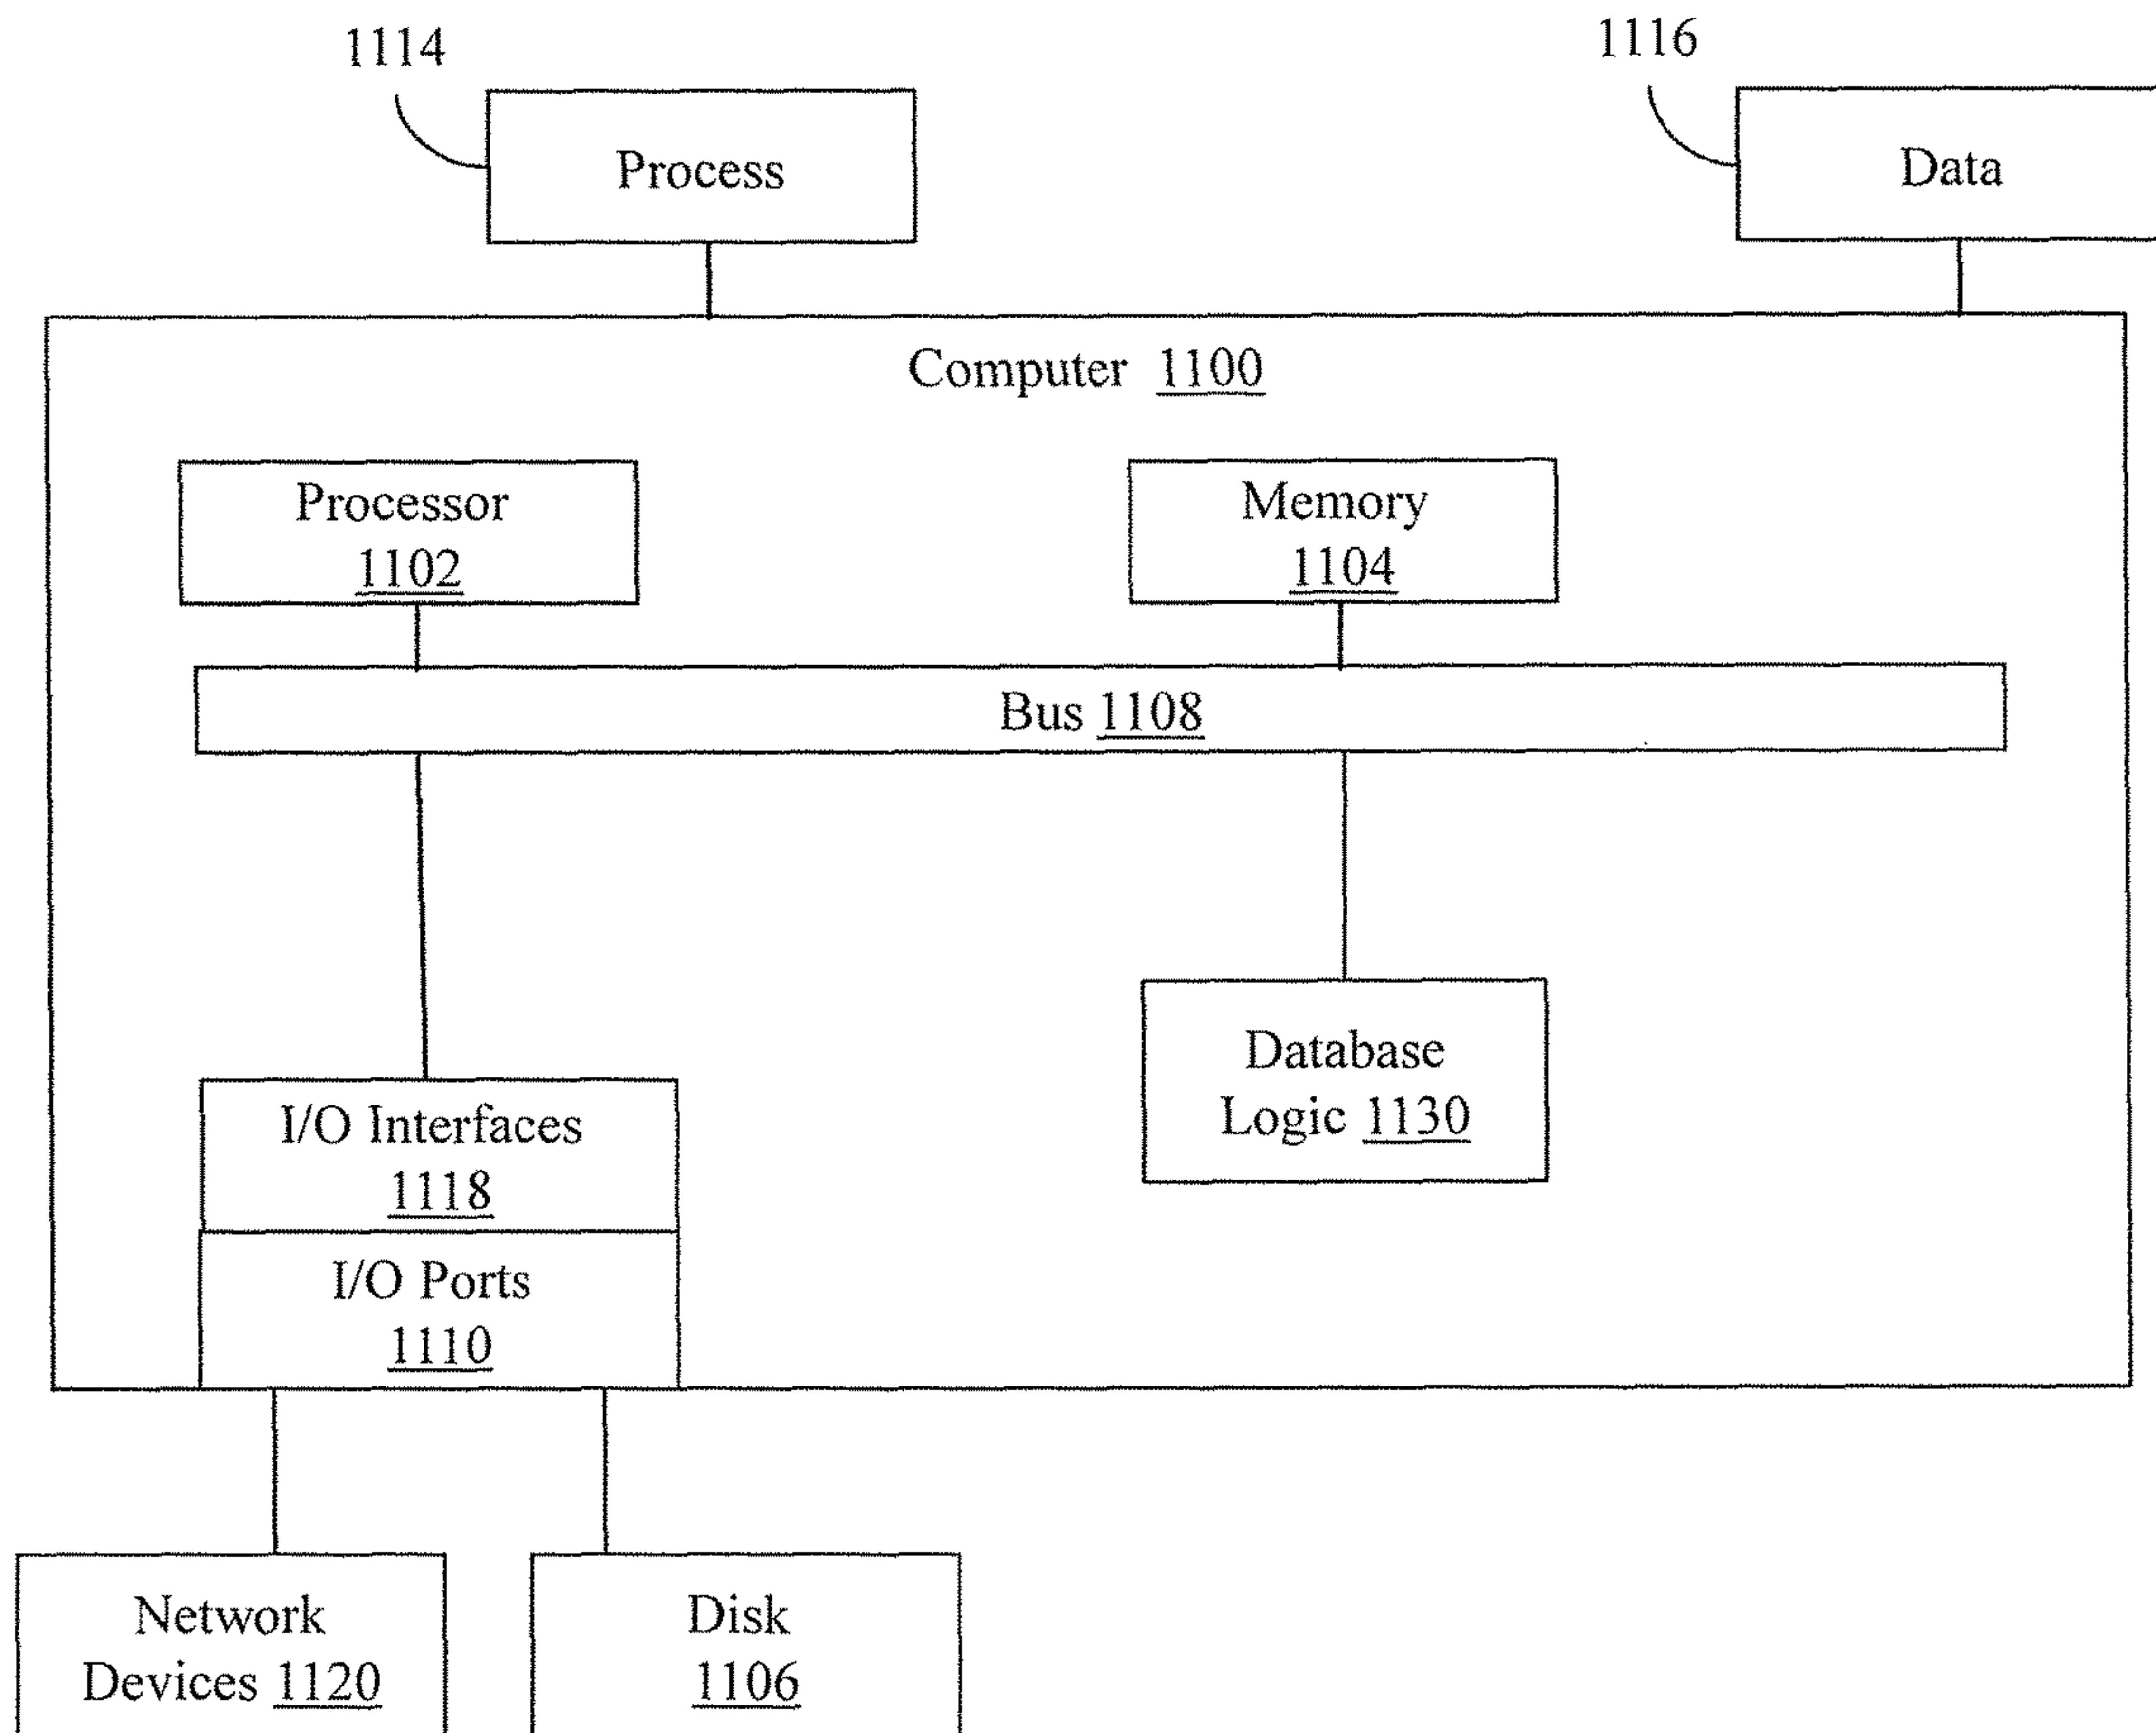 1114
1116
Process
Data
Computer 1100
Processor
1102
Memory
1104
Bus 1108
Database
Logic 1130
I/O Interfaces
1118
I/O Ports
1110
Network
Devices 1120
Disk
1106